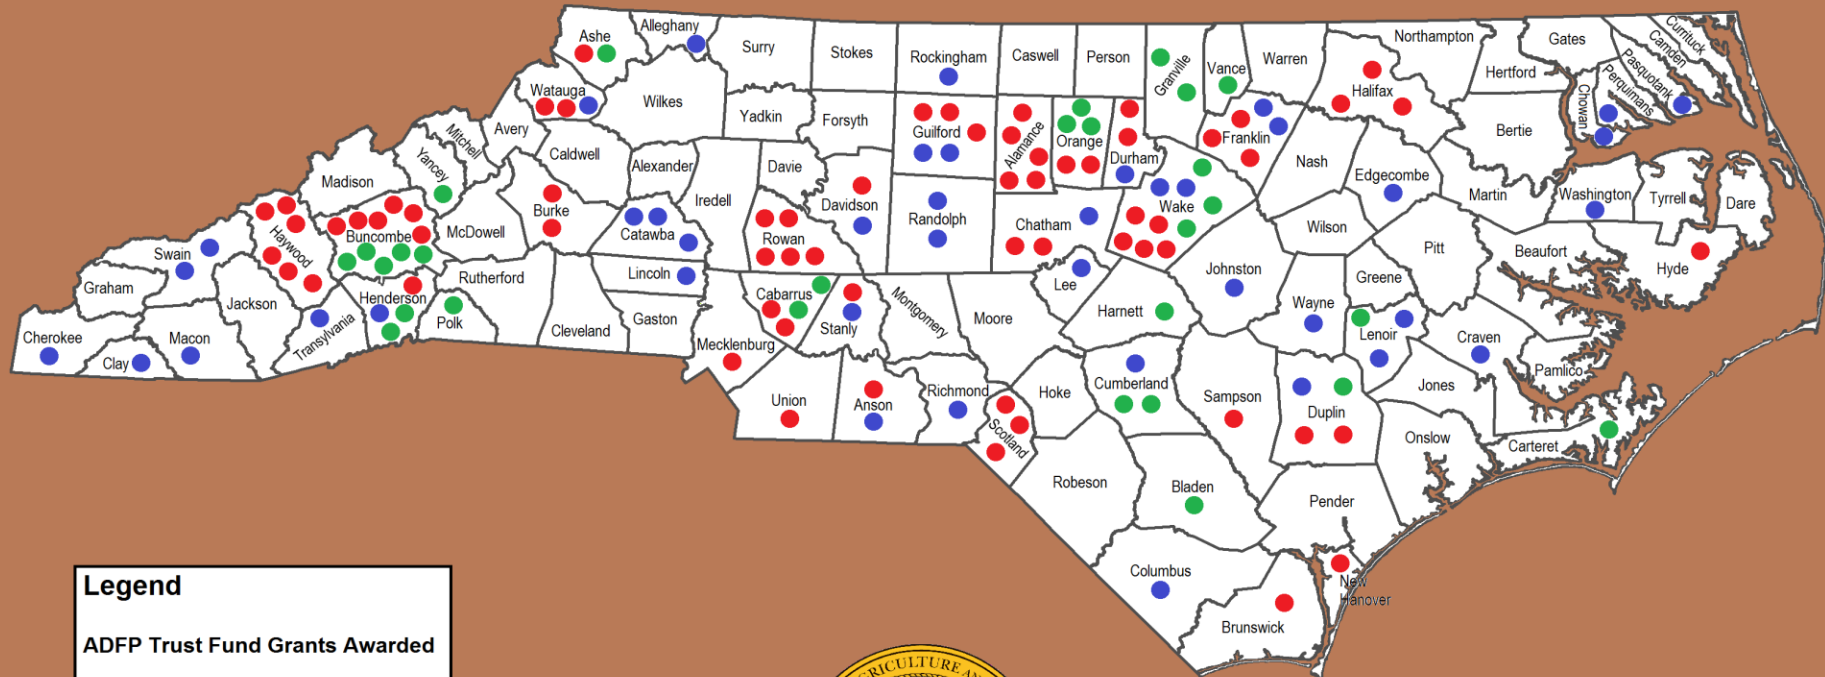 Alleghany
Ashe
Surry
Stokes
Rockingham
Caswell
Person
Granville
Vance
Warren
Northampton
Gates
Currituck
Camden
Pasquotank
Perquimans
Chowan
Hertford
Halifax
Watauga
Wilkes
Yadkin
Forsyth
Guilford
Alamance
Orange
Durham
Franklin
Nash
Bertie
Mitchell
Avery
Caldwell
Alexander
Davie
Iredell
Yancey
Madison
Burke
McDowell
Catawba
Rowan
Davidson
Randolph
Chatham
Wake
Edgecombe
Martin
Washington
Tyrrell
Dare
Wilson
Pitt
Beaufort
Hyde
Buncombe
Haywood
Swain
Graham
Jackson
Henderson
Rutherford
Polk
Cleveland
Lincoln
Gaston
Cabarrus
Stanly
Montgomery
Moore
Lee
Harnett
Johnston
Wayne
Greene
Lenoir
Craven
Pamlico
Cherokee
Clay
Macon
Transylvania
Mecklenburg
Union
Anson
Richmond
Scotland
Hoke
Cumberland
Sampson
Duplin
Jones
Onslow
Carteret
Robeson
Bladen
Pender
Columbus
New
Hanover
Brunswick
Legend
ADFP Trust Fund Grants Awarded